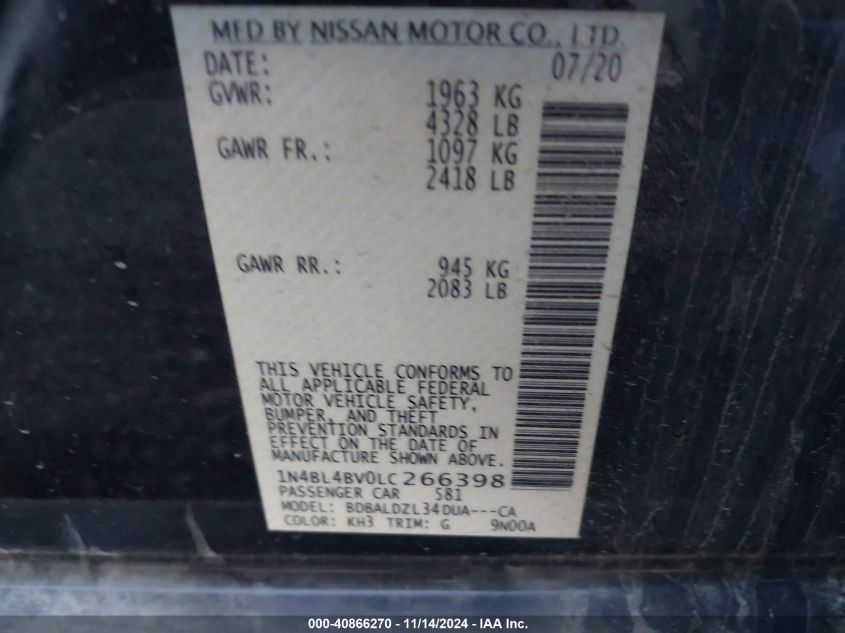 MFD BY NISSAN MOTOR CO., LTD.
DATE: 07/20
GVWR: 1963 KG
4328 LB
GAWR FR.: 1097 KG
2418 LB
GAWR RR.: 945 KG
2083 LB
THIS VEHICLE CONFORMS TO
ALL APPLICABLE FEDERAL
MOTOR VEHICLE SAFETY,
BUMPER, AND THEFT
PREVENTION STANDARDS IN
EFFECT ON THE DATE OF
MANUFACTURE SHOWN ABOVE.
1N4BL4BV0LC266398
PASSENGER CAR 581
MODEL: BDBALDZL34DUA---CA
COLOR: KH3 TRIM: G 9N00A
000-40866270 - 11/14/2024 - IAA Inc.